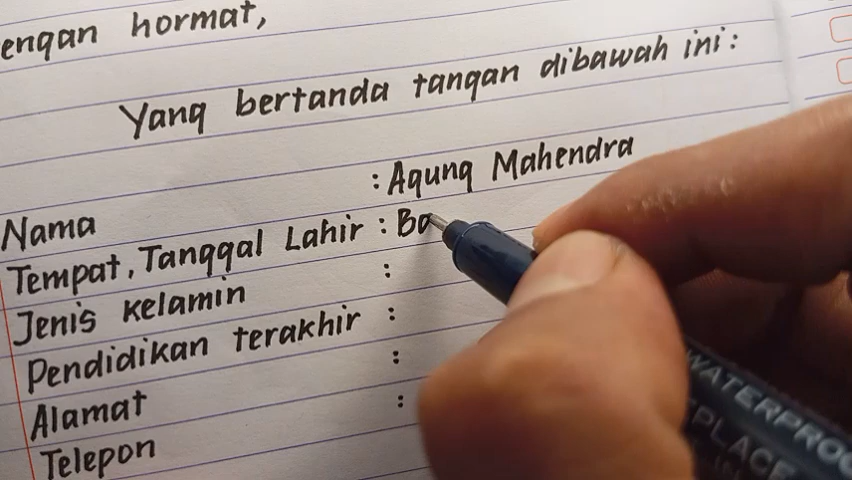 engan hormat,
Yang bertanda tangan dibawah ini:
Nama : Agung Mahendra
Tempat, Tanggal Lahir : Ba
Jenis kelamin :
Pendidikan terakhir :
Alamat :
Telepon :
WATERPROO